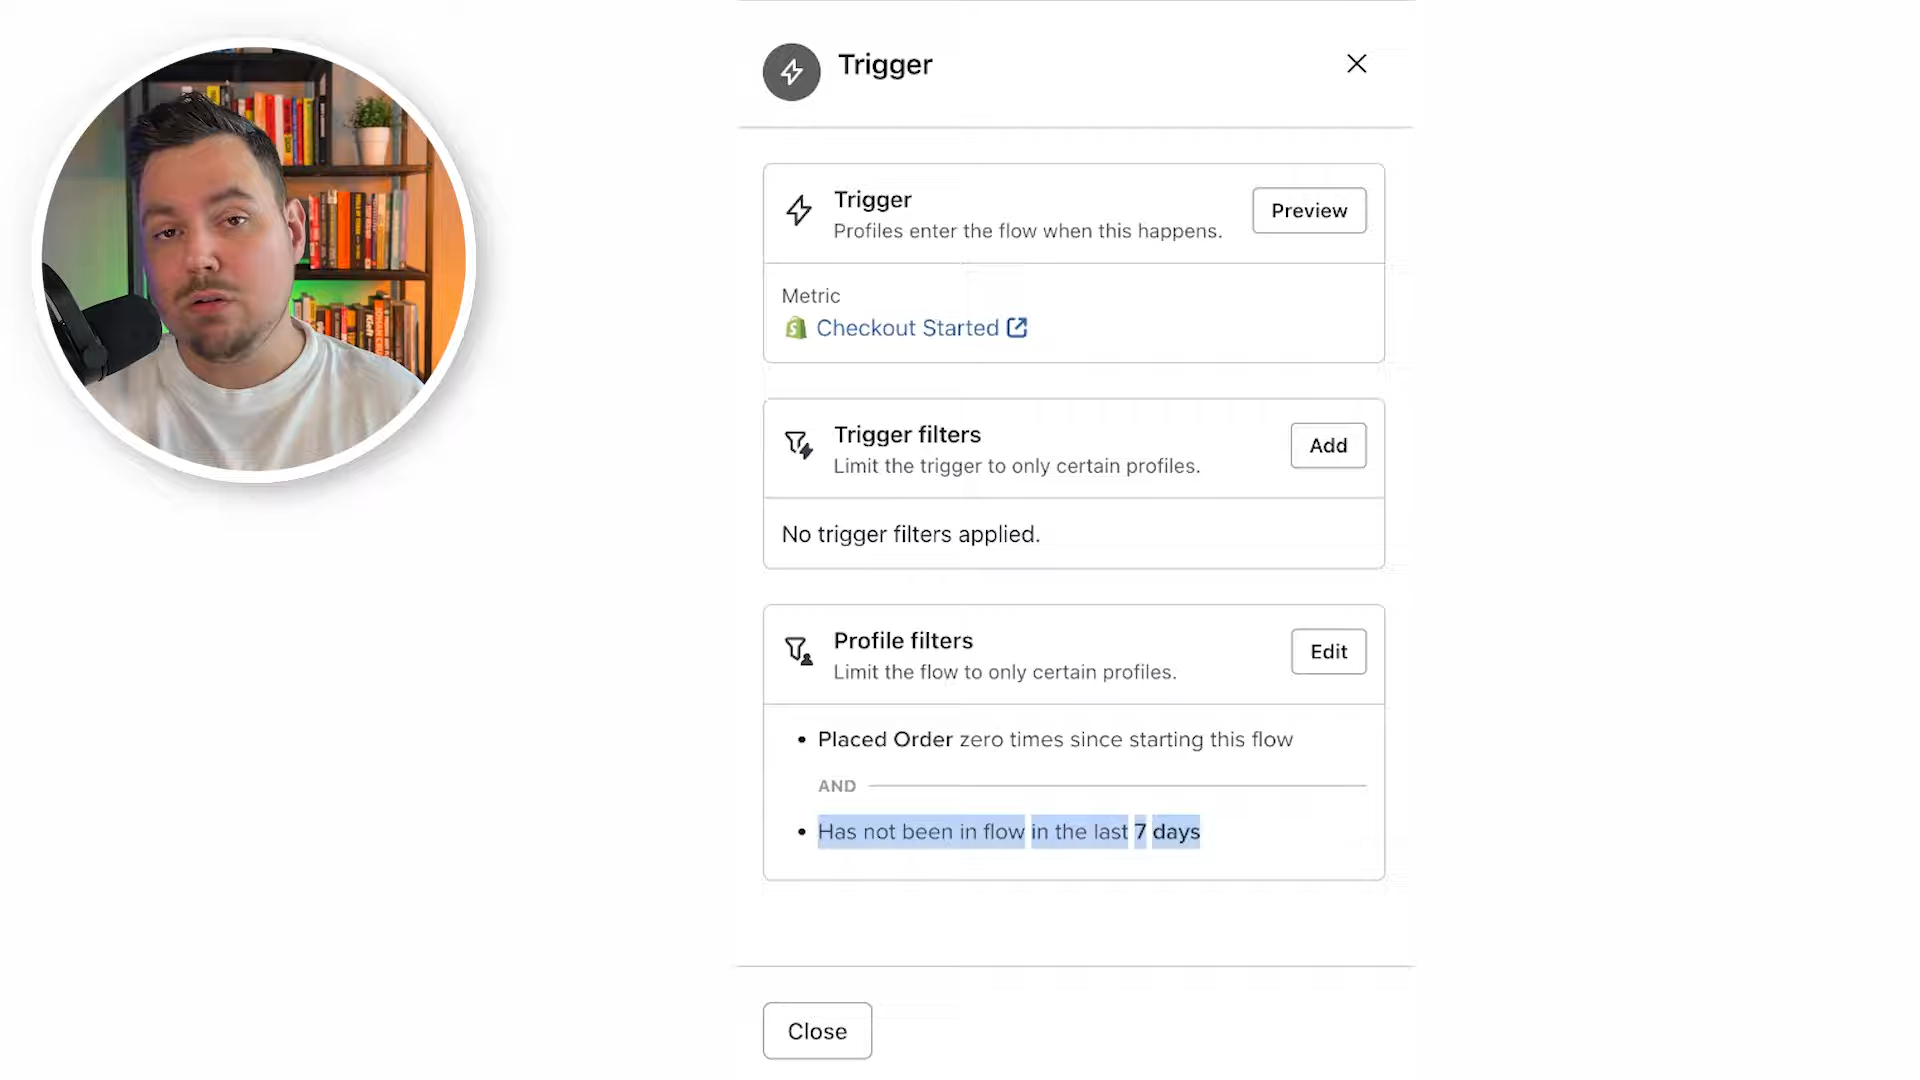 Trigger
Trigger
Profiles enter the flow when this happens.
Preview
Metric
Checkout Started
Trigger filters
Limit the trigger to only certain profiles.
Add
No trigger filters applied.
Profile filters
Limit the flow to only certain profiles.
Edit
• Placed Order zero times since starting this flow
AND
• Has not been in flow in the last 7 days
Close